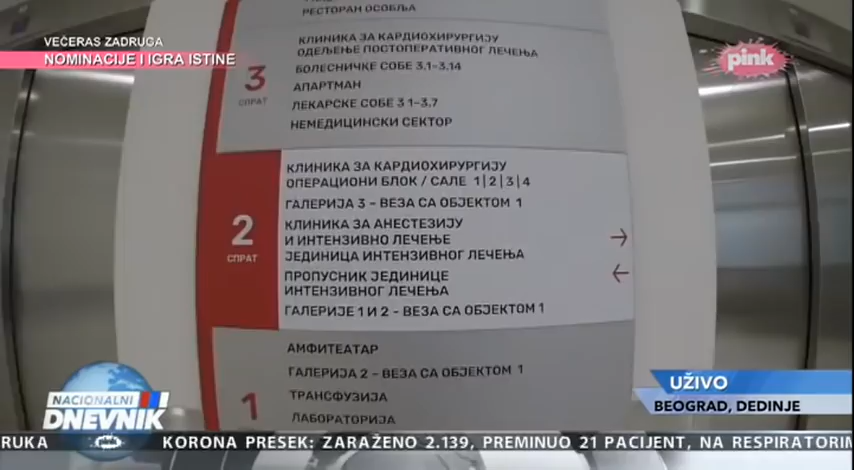 РЕСТОРАН ОСОБЉА
VEČERAS ZADRUGA
NOMINACIJE I IGRA ISTINE
pink
3
СПРАТ
КЛИНИКА ЗА КАРДИОХИРУРГИЈУ
ОДЕЉЕЊЕ ПОСТОПЕРАТИВНОГ ЛЕЧЕЊА
БОЛЕСНИЧКЕ СОБЕ 3.1–3.14
АПАРТМАН
ЛЕКАРСКЕ СОБЕ 3 1–3.7
НЕМЕДИЦИНСКИ СЕКТОР
2
СПРАТ
КЛИНИКА ЗА КАРДИОХИРУРГИЈУ
ОПЕРАЦИОНИ БЛОК / САЛЕ 1|2|3|4
ГАЛЕРИЈА 3 – ВЕЗА СА ОБЈЕКТОМ 1
КЛИНИКА ЗА АНЕСТЕЗИЈУ
И ИНТЕНЗИВНО ЛЕЧЕЊЕ
ЈЕДИНИЦА ИНТЕНЗИВНОГ ЛЕЧЕЊА →
ПРОПУСНИК ЈЕДИНИЦЕ ←
ИНТЕНЗИВНОГ ЛЕЧЕЊА
ГАЛЕРИЈЕ 1 И 2 - ВЕЗА СА ОБЈЕКТОМ 1
1
АМФИТЕАТАР
ГАЛЕРИЈА 2 – ВЕЗА СА ОБЈЕКТОМ 1
ТРАНСФУЗИЈА
ЛАБОРАТОРИЈА
NACIONALNI
DNEVNIK
UŽIVO
BEOGRAD, DEDINJE
RUKA pink KORONA PRESEK: ZARAŽENO 2.139, PREMINUO 21 PACIJENT, NA RESPIRATORIM